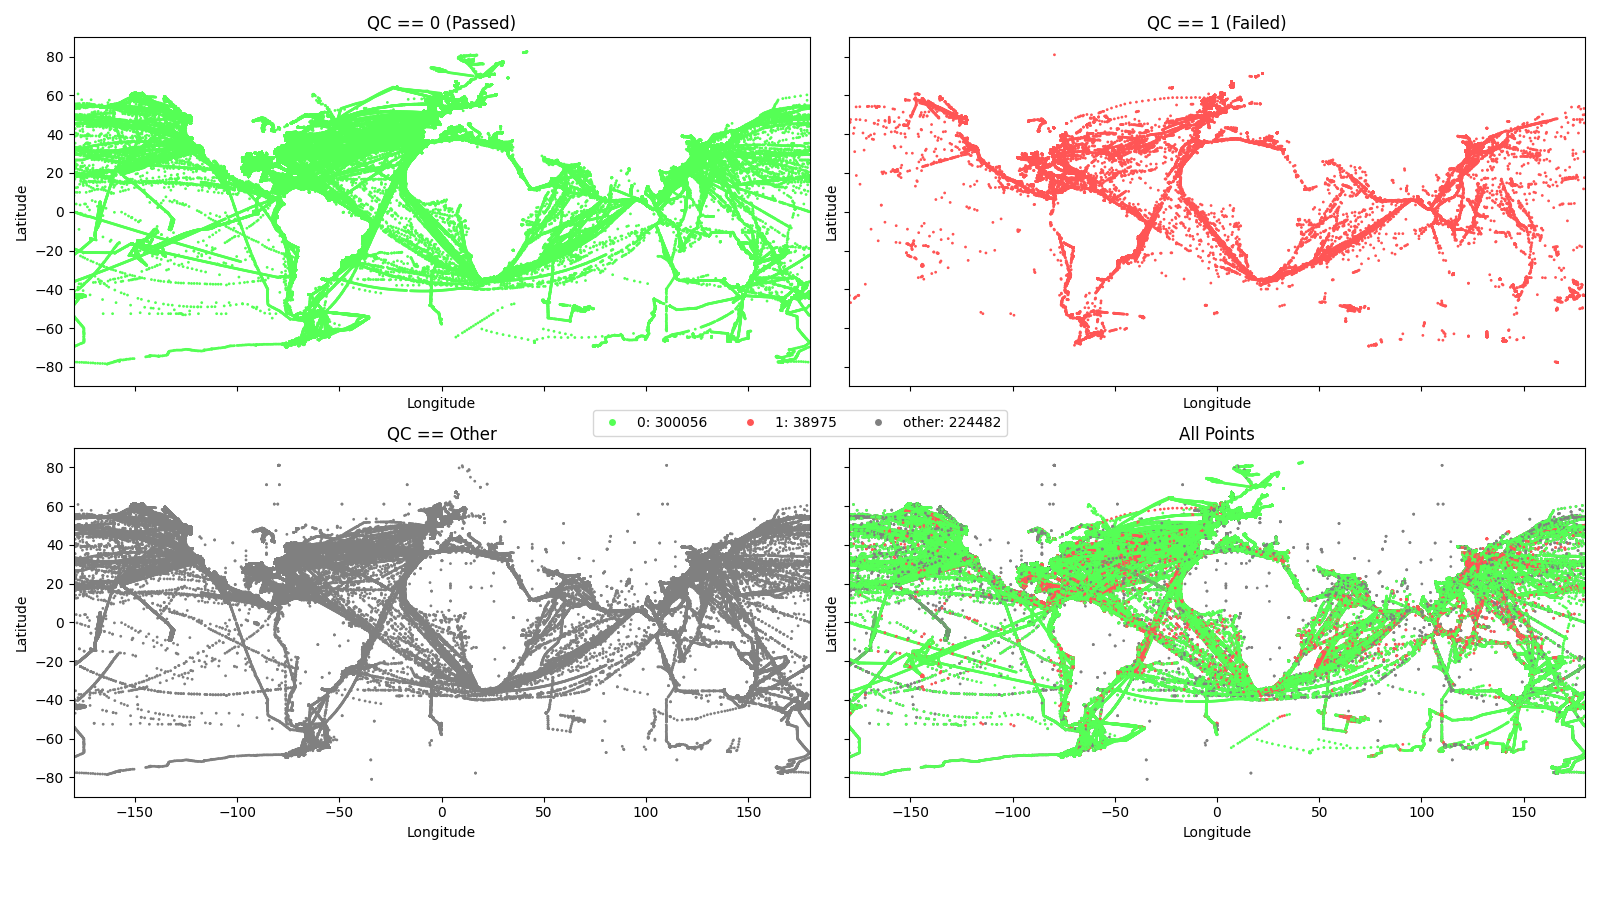 QC == 0 (Passed)
QC == 1 (Failed)
80
60
40
20
0
−20
−40
−60
−80
Latitude
Latitude
Longitude
Longitude
0: 300056 1: 38975 other: 224482
QC == Other
All Points
80
60
40
20
0
−20
−40
−60
−80
Latitude
Latitude
−150 −100 −50 0 50 100 150
−150 −100 −50 0 50 100 150
Longitude
Longitude